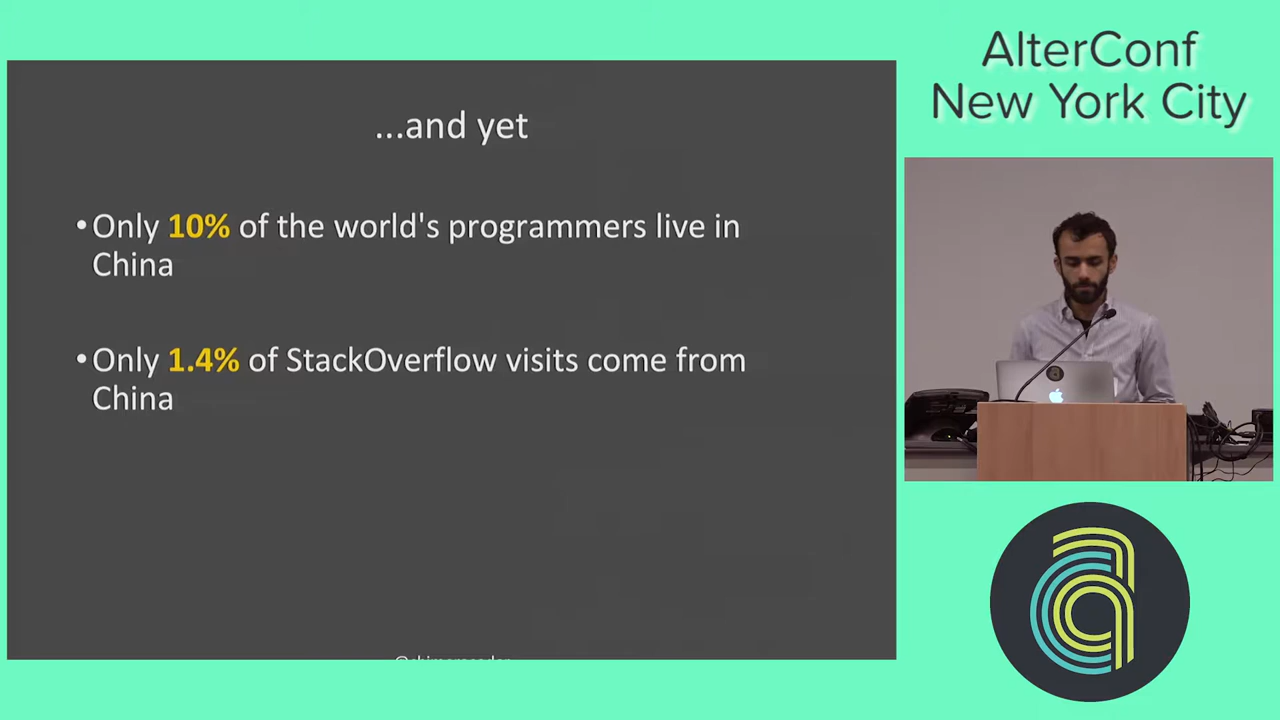 AlterConf
New York City
...and yet
•Only 10% of the world's programmers live in
China
•Only 1.4% of StackOverflow visits come from
China